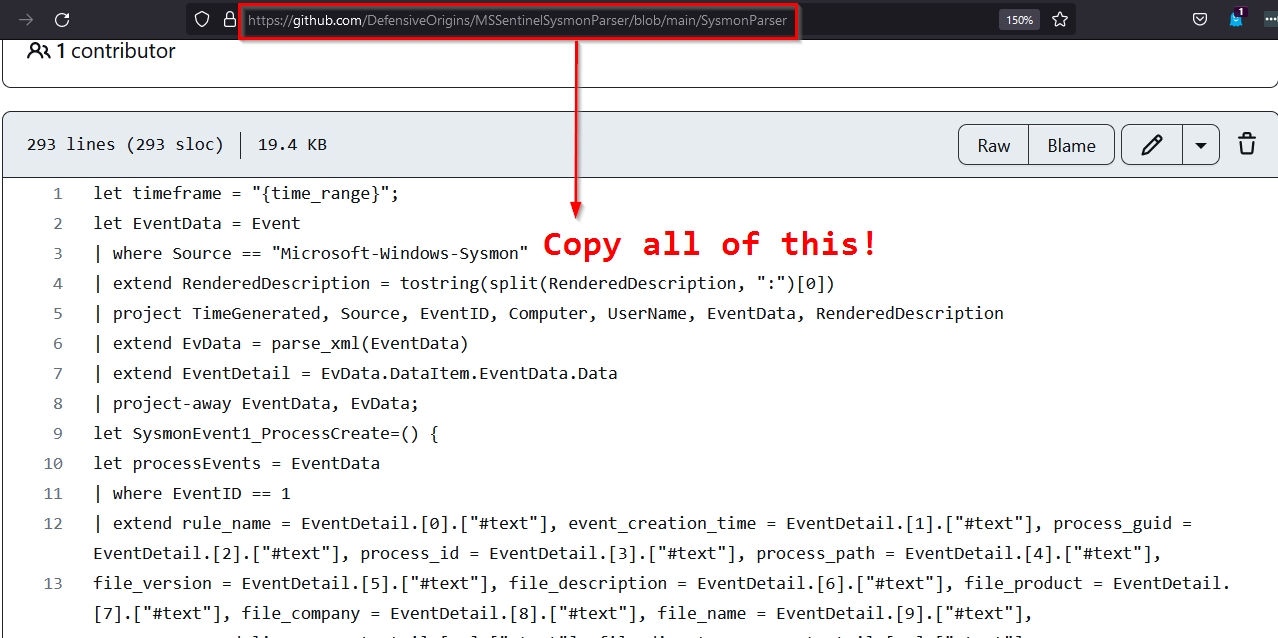 https://github.com/DefensiveOrigins/MSSentinelSysmonParser/blob/main/SysmonParser
150%
1
1 contributor
293 lines (293 sloc) 19.4 KB
Raw Blame
1 let timeframe = "{time_range}";
2 let EventData = Event
3 | where Source == "Microsoft-Windows-Sysmon"
Copy all of this!
4 | extend RenderedDescription = tostring(split(RenderedDescription, ":")[0])
5 | project TimeGenerated, Source, EventID, Computer, UserName, EventData, RenderedDescription
6 | extend EvData = parse_xml(EventData)
7 | extend EventDetail = EvData.DataItem.EventData.Data
8 | project-away EventData, EvData;
9 let SysmonEvent1_ProcessCreate=() {
10 let processEvents = EventData
11 | where EventID == 1
12 | extend rule_name = EventDetail.[0].["#text"], event_creation_time = EventDetail.[1].["#text"], process_guid =
EventDetail.[2].["#text"], process_id = EventDetail.[3].["#text"], process_path = EventDetail.[4].["#text"],
13 file_version = EventDetail.[5].["#text"], file_description = EventDetail.[6].["#text"], file_product = EventDetail.
[7].["#text"], file_company = EventDetail.[8].["#text"], file_name = EventDetail.[9].["#text"],